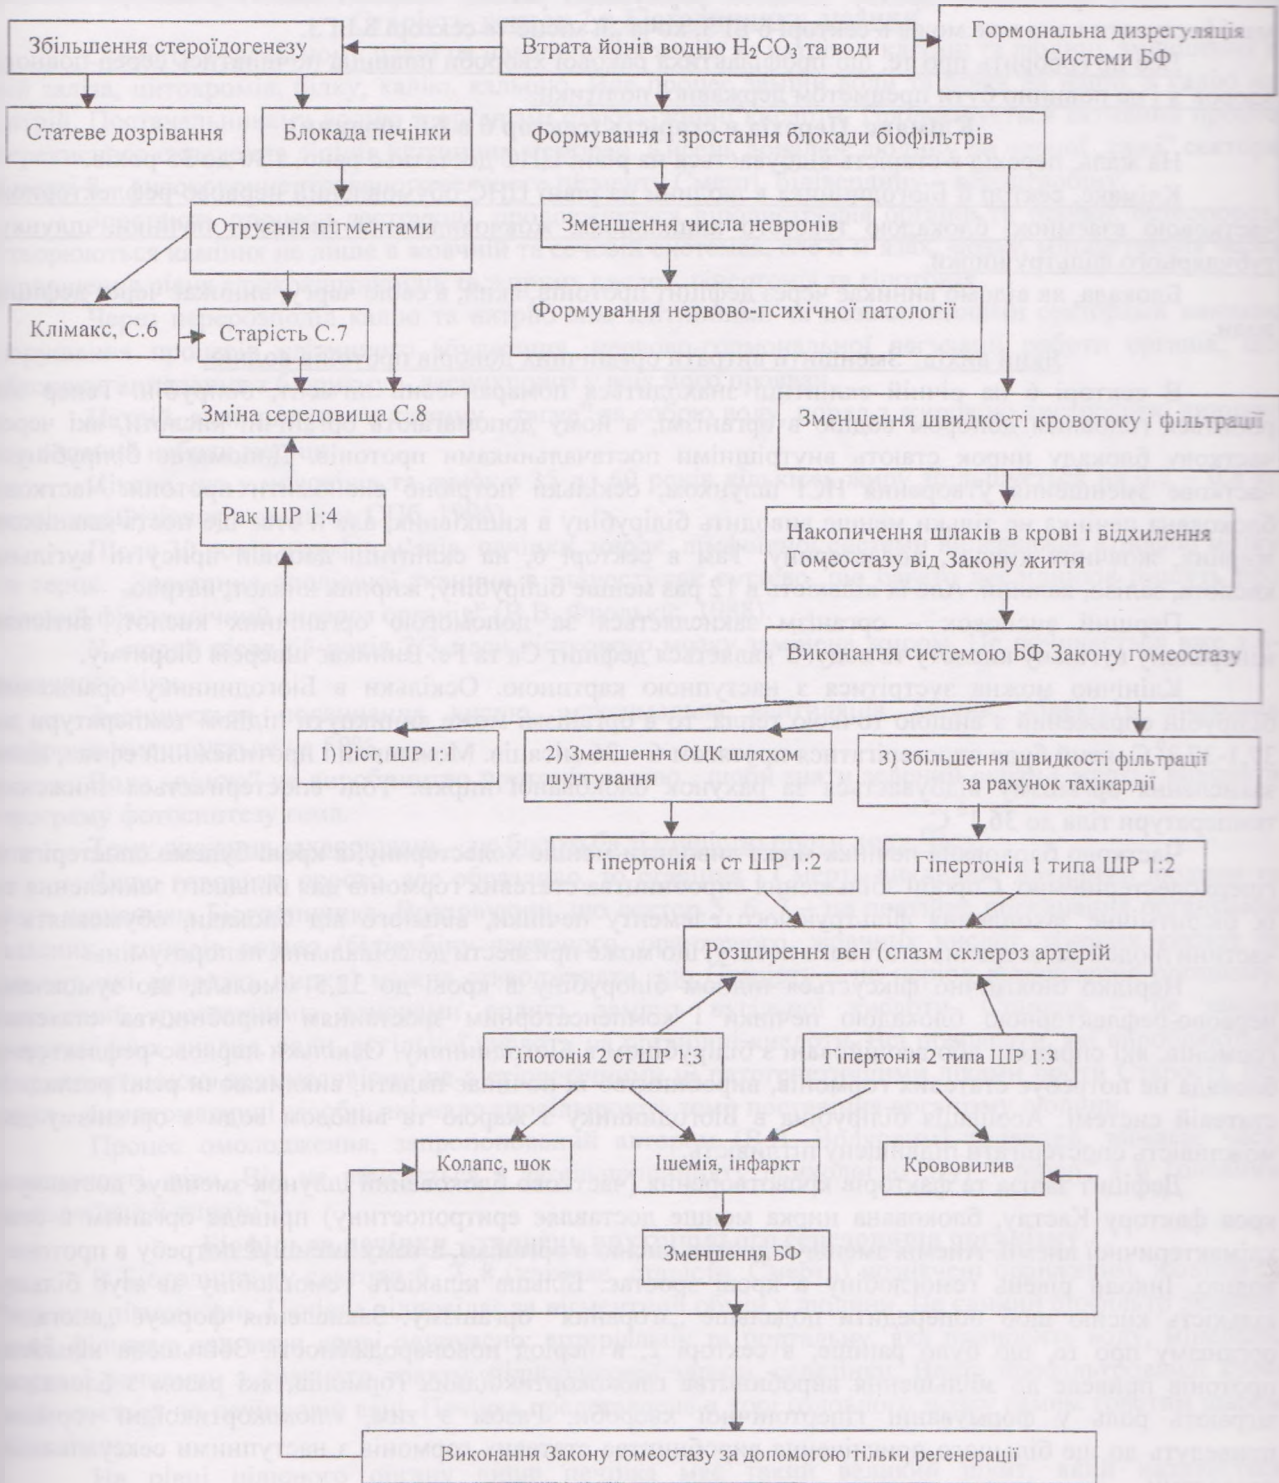 Збільшення стероїдогенезу
Втрата йонів водню H₂CO₃ та води
Гормональна дизрегуляція
Системи БФ
Статеве дозрівання
Блокада печінки
Формування і зростання блокади біофільтрів
Отруєння пігментами
Зменшення числа невронів
Клімакс, С.6
Старість, С.7
Формування нервово-психічної патології
Зміна середовища С.8
Зменшення швидкості кровотоку і фільтрації
Рак ШР 1:4
Накопичення шлаків в крові і відхилення
Гомеостазу від Закону життя
Виконання системою БФ Закону гомеостазу
1) Ріст, ШР 1:1
2) Зменшення ОЦК шляхом
шунтування
3) Збільшення швидкості фільтрації
за рахунок тахікардії
Гіпертонія 1 ст ШР 1:2
Гіпертонія 1 типа ШР 1:2
Розширення вен (спазм склероз артерій
Гіпотонія 2 ст ШР 1:3
Гіпертонія 2 типа ШР 1:3
Колапс, шок
Ішемія, інфаркт
Крововилив
Зменшення БФ
Виконання Закону гомеостазу за допомогою тільки регенерації